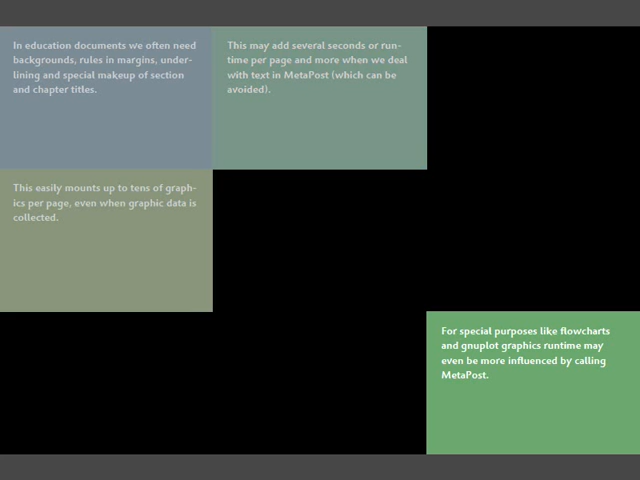 In education documents we often need
backgrounds, rules in margins, under-
lining and special makeup of section
and chapter titles.
This may add several seconds or run-
time per page and more when we deal
with text in MetaPost (which can be
avoided).
This easily mounts up to tens of graph-
ics per page, even when graphic data is
collected.
For special purposes like flowcharts
and gnuplot graphics runtime may
even be more influenced by calling
MetaPost.